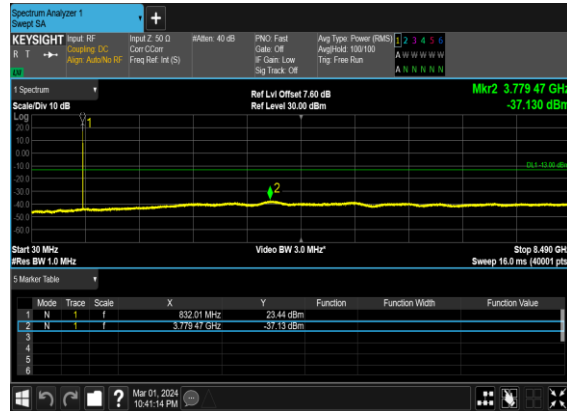 Spectrum Analyzer 1
Swept SA
+
KEYSIGHT Input: RF Input Z: 50 Ω #Atten: 40 dB PNO: Fast Avg Type: Power (RMS) 1 2 3 4 5 6
R T Coupling: DC Corr CCorr Gate: Off Avg|Hold: 100/100 A W W W W W
Align: Auto/No RF Freq Ref: Int (S) IF Gain: Low Trig: Free Run
Sig Track: Off A N N N N N
1 Spectrum Ref Lvl Offset 7.60 dB Mkr2 3.779 47 GHz
Scale/Div 10 dB Ref Level 30.00 dBm -37.130 dBm
Log
20.0
10.0
0.00
-10.0
-20.0
-30.0
-40.0
-50.0
-60.0
1
DL1 -13.00 dBm
2
Start 30 MHz Video BW 3.0 MHz* Stop 8.490 GHz
#Res BW 1.0 MHz Sweep 16.0 ms (40001 pts)
5 Marker Table
Mode Trace Scale X Y Function Function Width Function Value
1 N 1 f 832.01 MHz 23.44 dBm
2 N 1 f 3.779 47 GHz -37.13 dBm
3
4
5
6
? Mar 01, 2024
10:41:14 PM